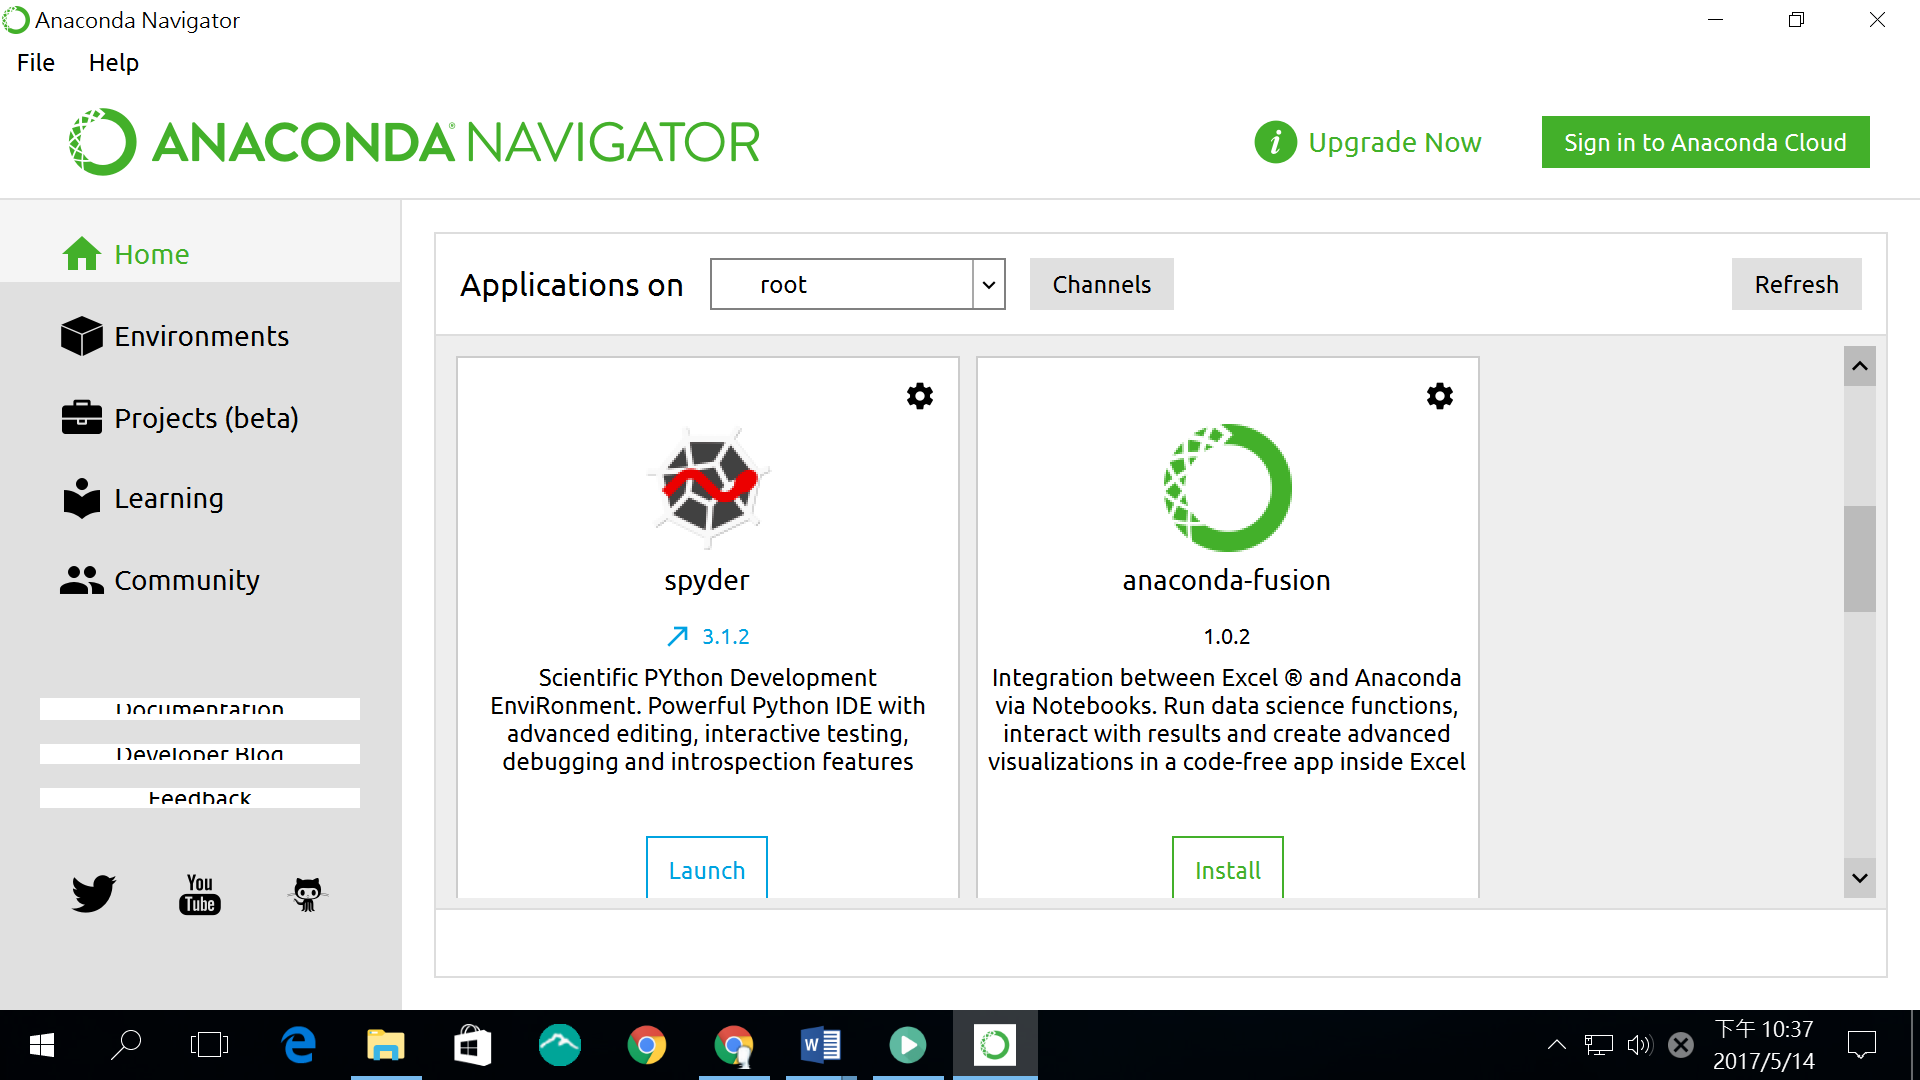 Anaconda Navigator
File Help
ANACONDA® NAVIGATOR
i Upgrade Now
Sign in to Anaconda Cloud
Home
Environments
Projects (beta)
Learning
Community
Documentation
Developer Blog
Feedback
You
Tube
Applications on root Channels Refresh
spyder
3.1.2
Scientific PYthon Development
EnviRonment. Powerful Python IDE with
advanced editing, interactive testing,
debugging and introspection features
Launch
anaconda-fusion
1.0.2
Integration between Excel ® and Anaconda
via Notebooks. Run data science functions,
interact with results and create advanced
visualizations in a code-free app inside Excel
Install
W
下午 10:37
2017/5/14